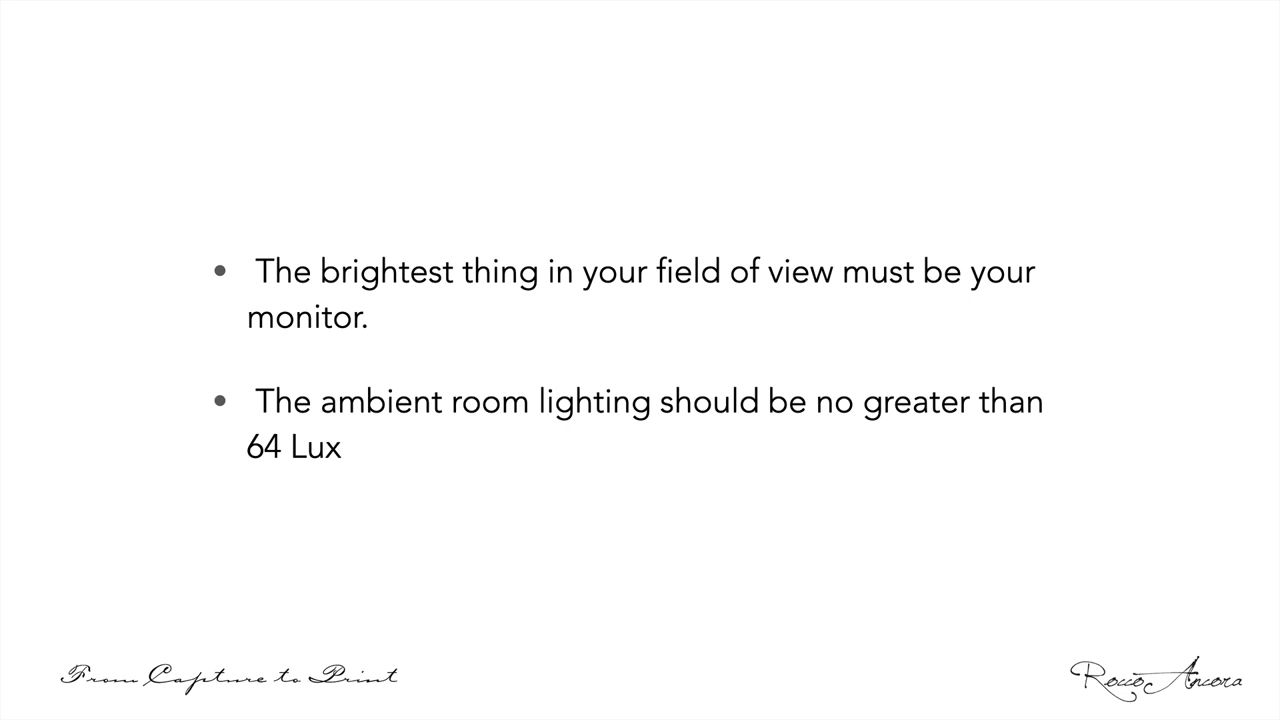 • The brightest thing in your field of view must be your
monitor.
• The ambient room lighting should be no greater than
64 Lux
From Capture to Print
Rocco Ancora